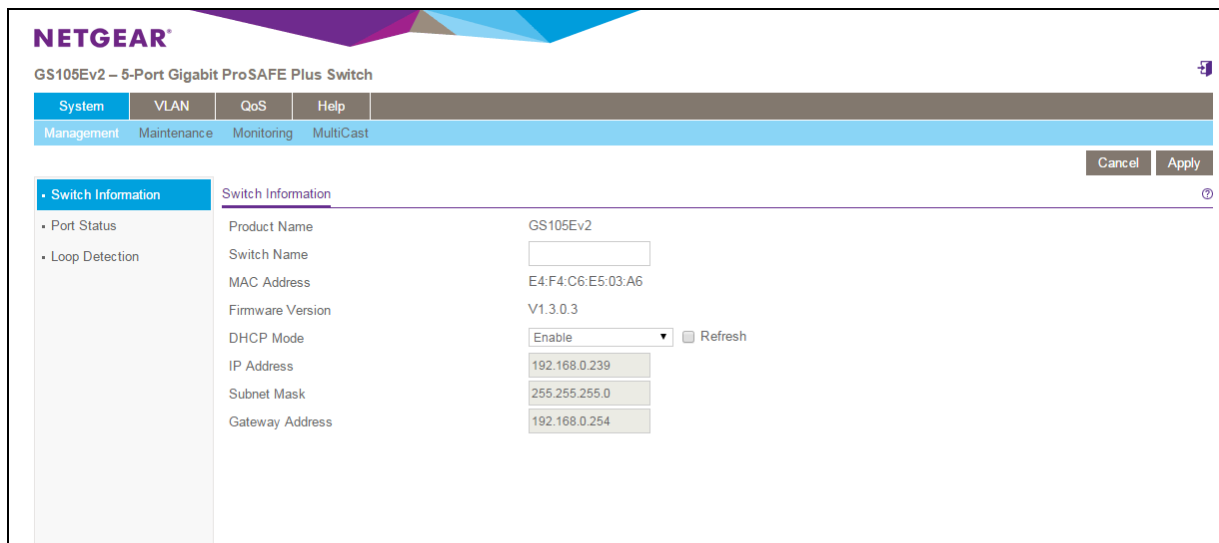 NETGEAR®
GS105Ev2 – 5-Port Gigabit ProSAFE Plus Switch
System VLAN QoS Help
Management Maintenance Monitoring MultiCast
Cancel Apply
Switch Information
Port Status
Loop Detection
Switch Information
Product Name GS105Ev2
Switch Name
MAC Address E4:F4:C6:E5:03:A6
Firmware Version V1.3.0.3
DHCP Mode Enable Refresh
IP Address 192.168.0.239
Subnet Mask 255.255.255.0
Gateway Address 192.168.0.254